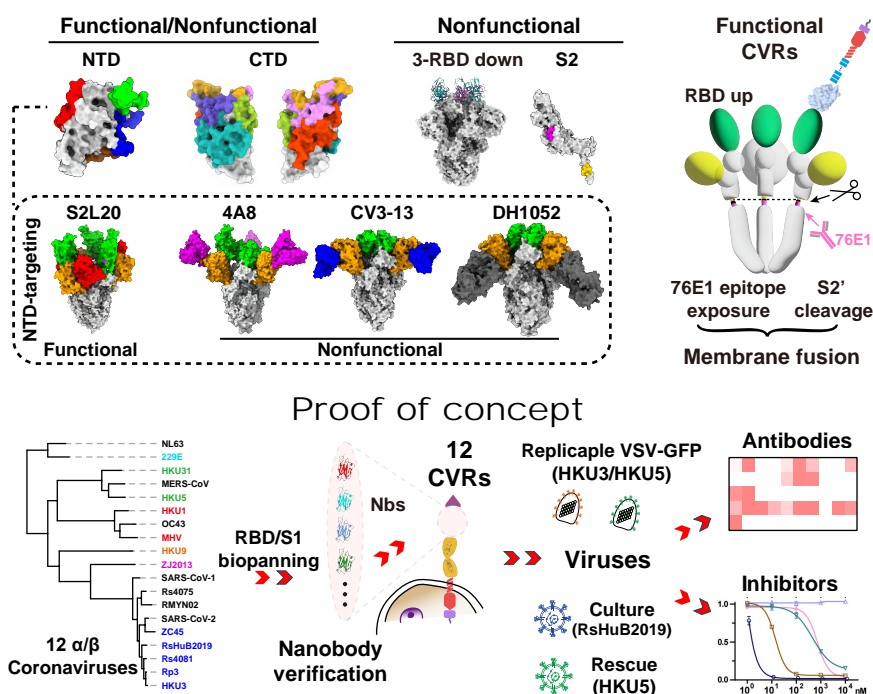 Functional/Nonfunctional
Nonfunctional
Functional
CVRs
NTD
CTD
3-RBD down
S2
RBD up
S2L20
4A8
CV3-13
DH1052
NTD-targeting
76E1
Functional
Nonfunctional
76E1 epitope
exposure
S2’
cleavage
Membrane fusion
Proof of concept
NL63
229E
HKU31
MERS-CoV
HKU5
HKU1
OC43
MHV
HKU9
ZJ2013
SARS-CoV-1
Rs4075
RMYN02
SARS-CoV-2
ZC45
RsHuB2019
Rs4081
Rp3
HKU3
12 α/β
Coronaviruses
RBD/S1
biopanning
Nbs
Nanobody
verification
12
CVRs
Replicaple VSV-GFP
(HKU3/HKU5)
Viruses
Culture
(RsHuB2019)
Rescue
(HKU5)
Antibodies
Inhibitors
1.0
0.5
0.0
10⁰ 10¹ 10² 10³ 10⁴ nM